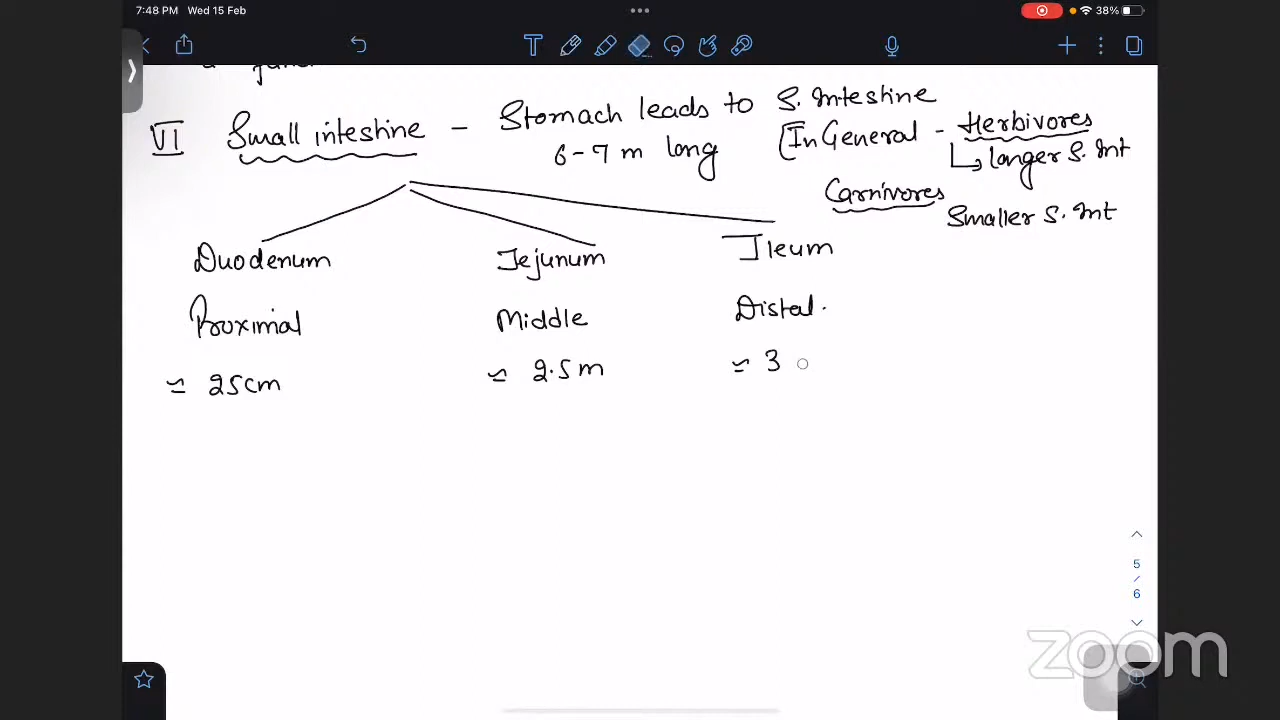 7:48 PM Wed 15 Feb
38%
VI Small intestine - Stomach leads to S. Intestine
6-7 m long
[In General - Herbivores
↳ longer S. Int
Carnivores
Smaller S. Int
Duodenum Jejunum Ileum
Proximal Middle Distal.
≃ 25cm ≃ 2.5m ≃ 3
5
/
6
zoom